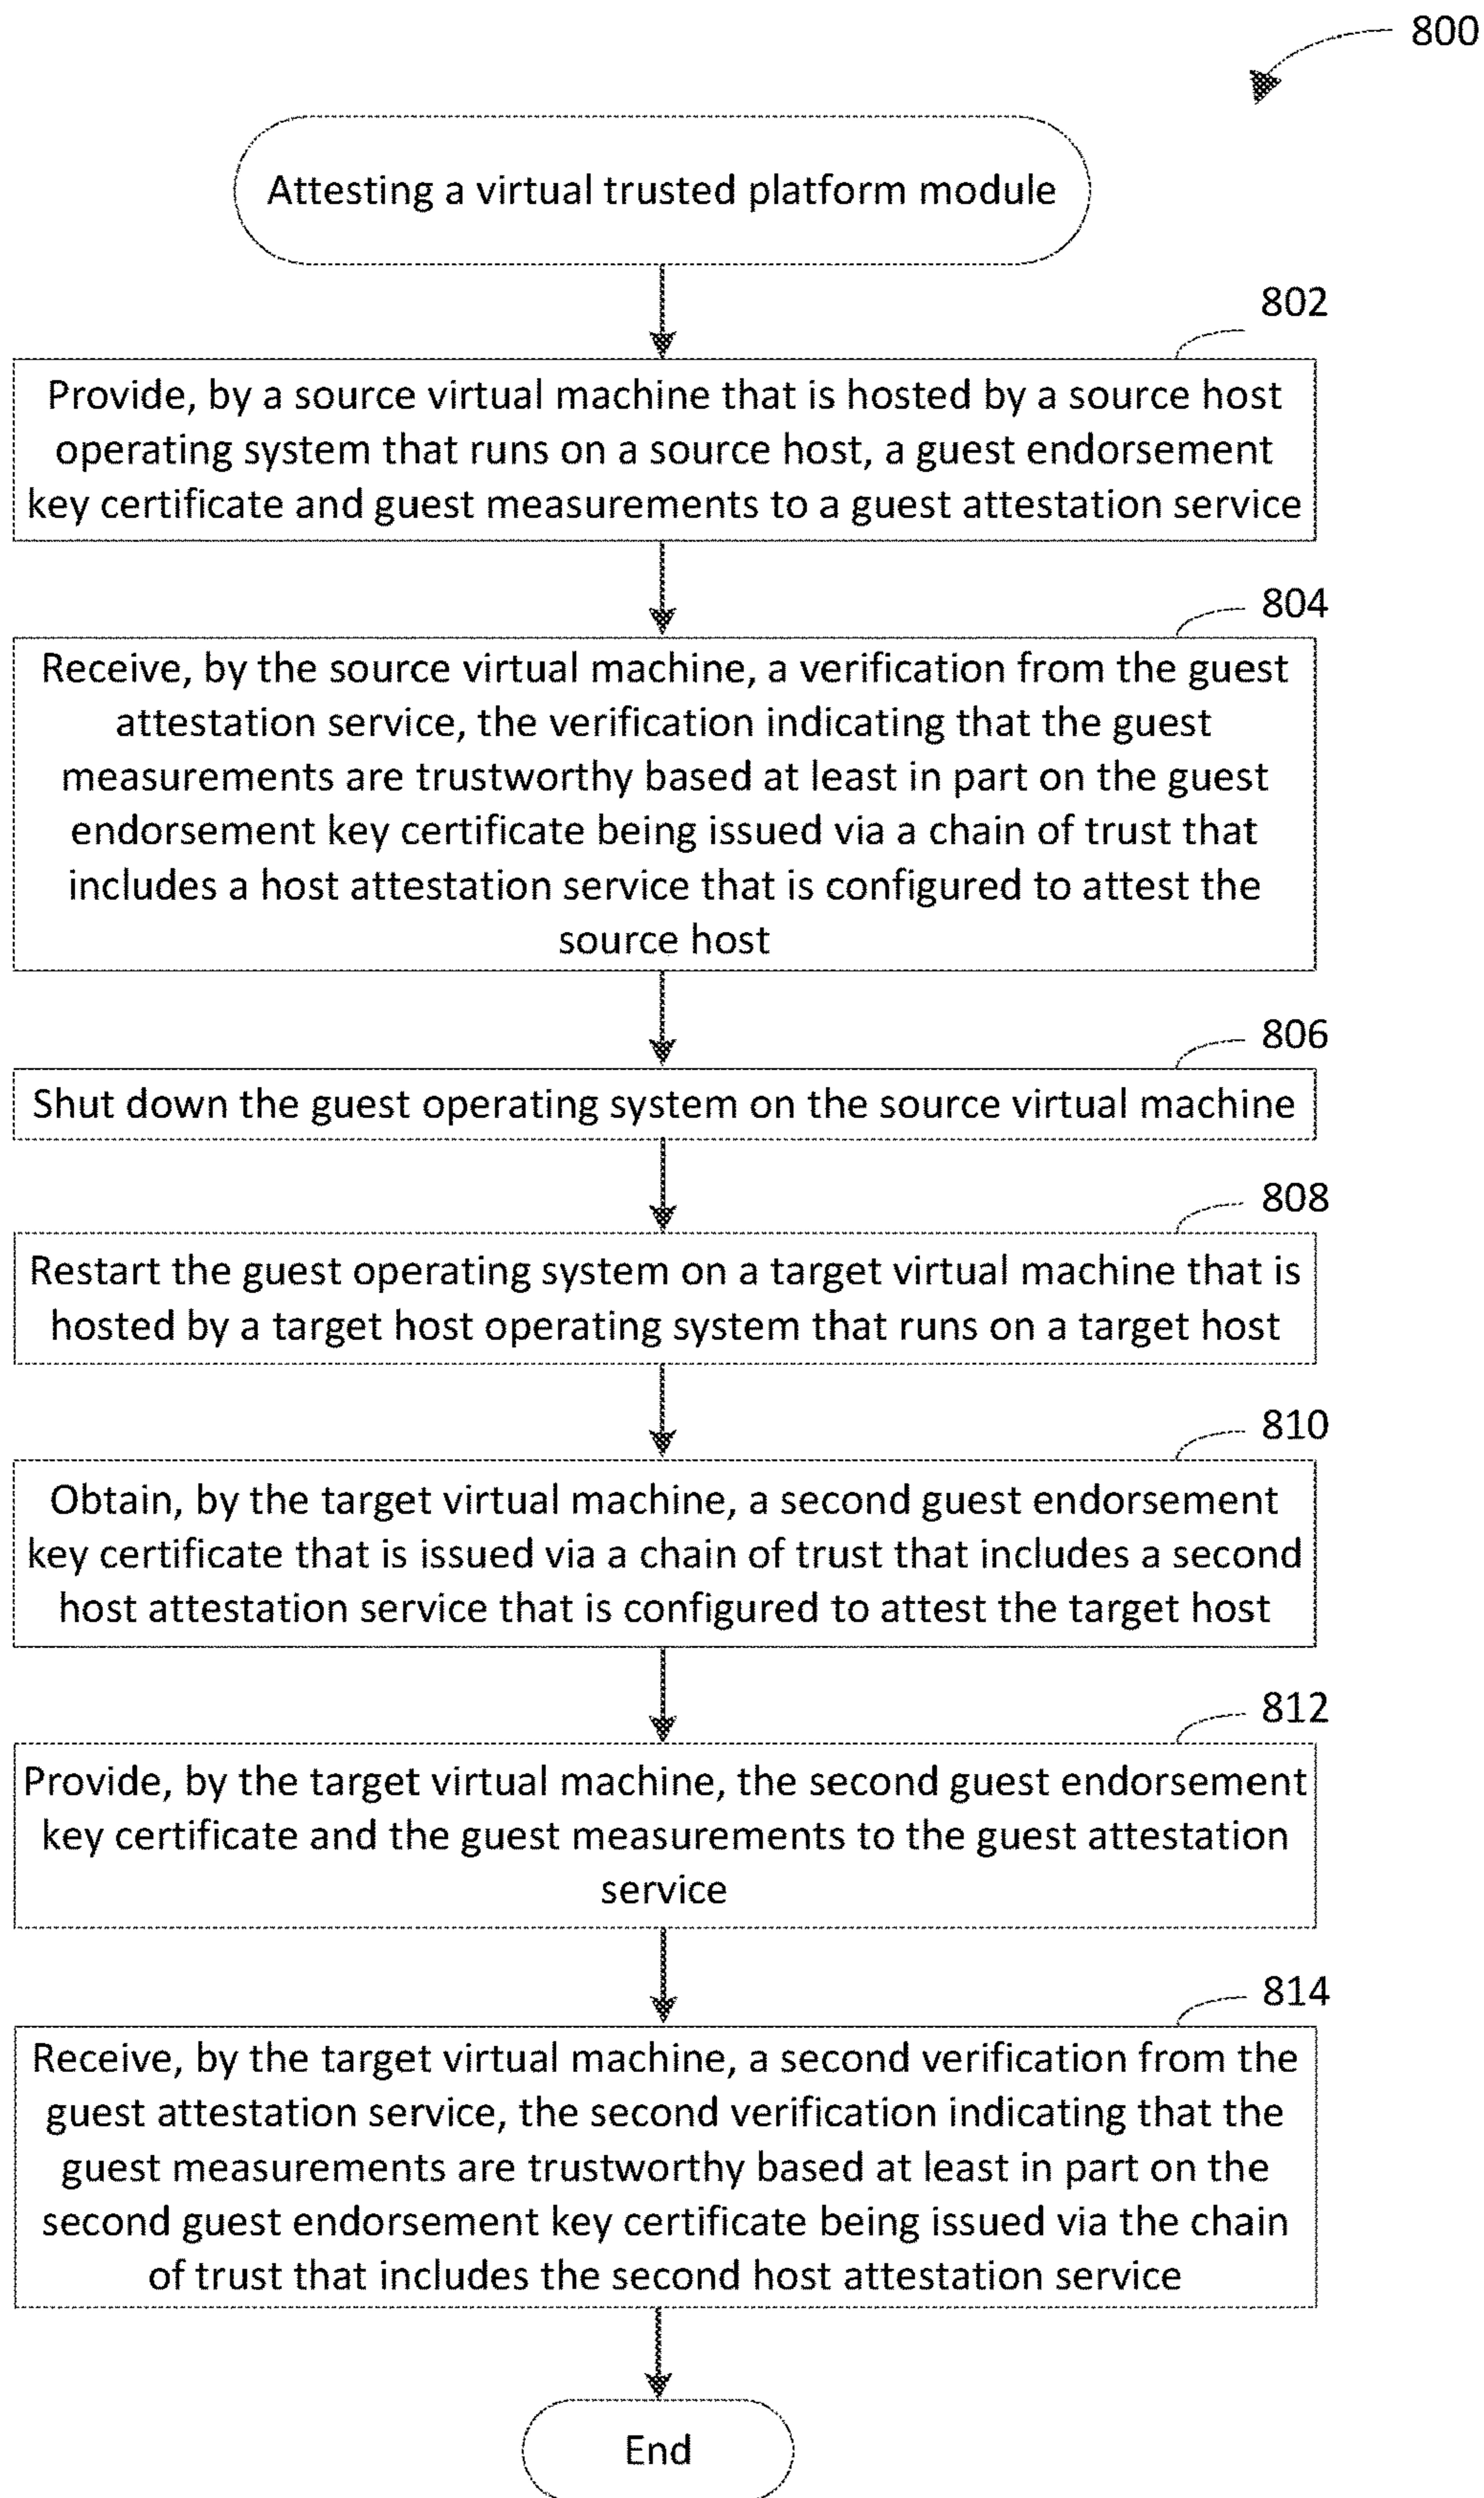 800
Attesting a virtual trusted platform module
802
Provide, by a source virtual machine that is hosted by a source host
operating system that runs on a source host, a guest endorsement
key certificate and guest measurements to a guest attestation service
804
Receive, by the source virtual machine, a verification from the guest
attestation service, the verification indicating that the guest
measurements are trustworthy based at least in part on the guest
endorsement key certificate being issued via a chain of trust that
includes a host attestation service that is configured to attest the
source host
806
Shut down the guest operating system on the source virtual machine
808
Restart the guest operating system on a target virtual machine that is
hosted by a target host operating system that runs on a target host
810
Obtain, by the target virtual machine, a second guest endorsement
key certificate that is issued via a chain of trust that includes a second
host attestation service that is configured to attest the target host
812
Provide, by the target virtual machine, the second guest endorsement
key certificate and the guest measurements to the guest attestation
service
814
Receive, by the target virtual machine, a second verification from the
guest attestation service, the second verification indicating that the
guest measurements are trustworthy based at least in part on the
second guest endorsement key certificate being issued via the chain
of trust that includes the second host attestation service
End